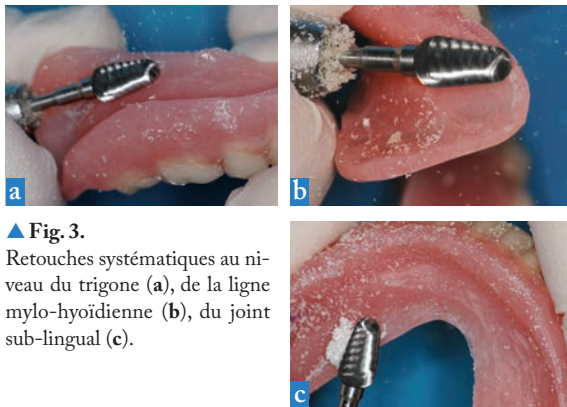 a
b
▲ Fig. 3.
Retouches systématiques au ni-
veau du trigone (a), de la ligne
mylo-hyoïdienne (b), du joint
sub-lingual (c).
c